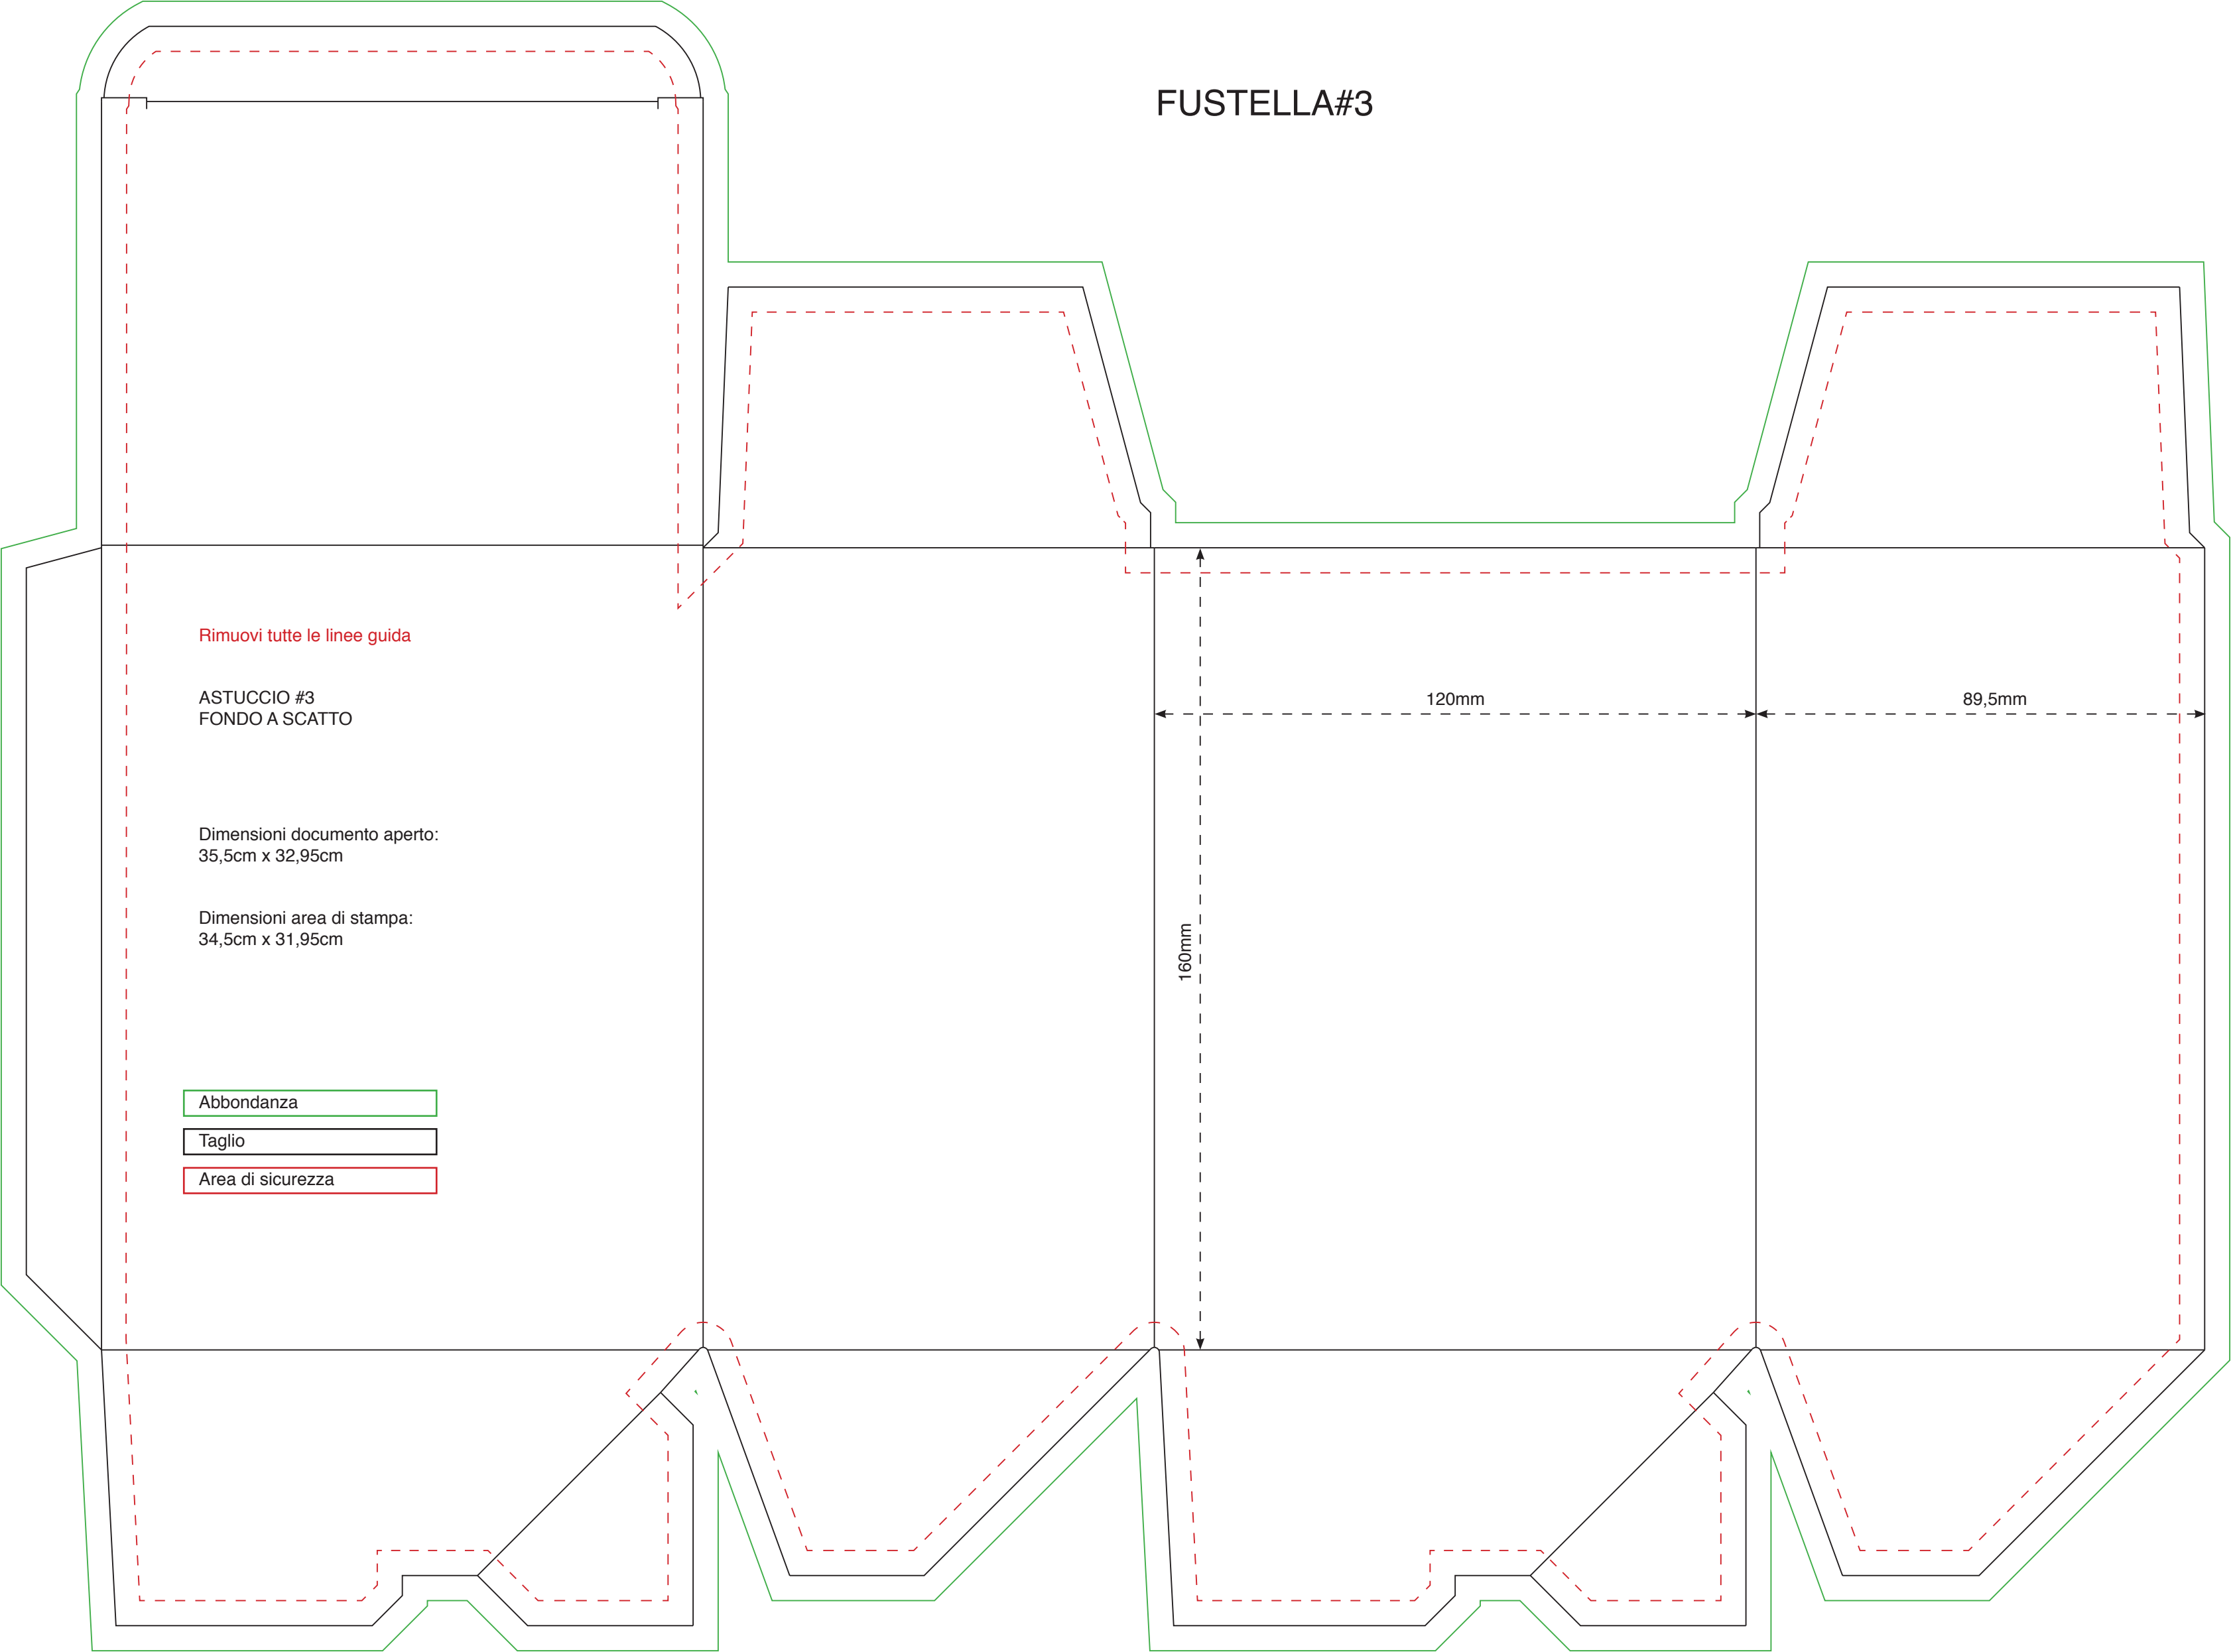 FUSTELLA#3
Rimuovi tutte le linee guida
ASTUCCIO #3
FONDO A SCATTO
120mm
89,5mm
Dimensioni documento aperto:
35,5cm x 32,95cm
Dimensioni area di stampa:
34,5cm x 31,95cm
160mm
Abbondanza
Taglio
Area di sicurezza